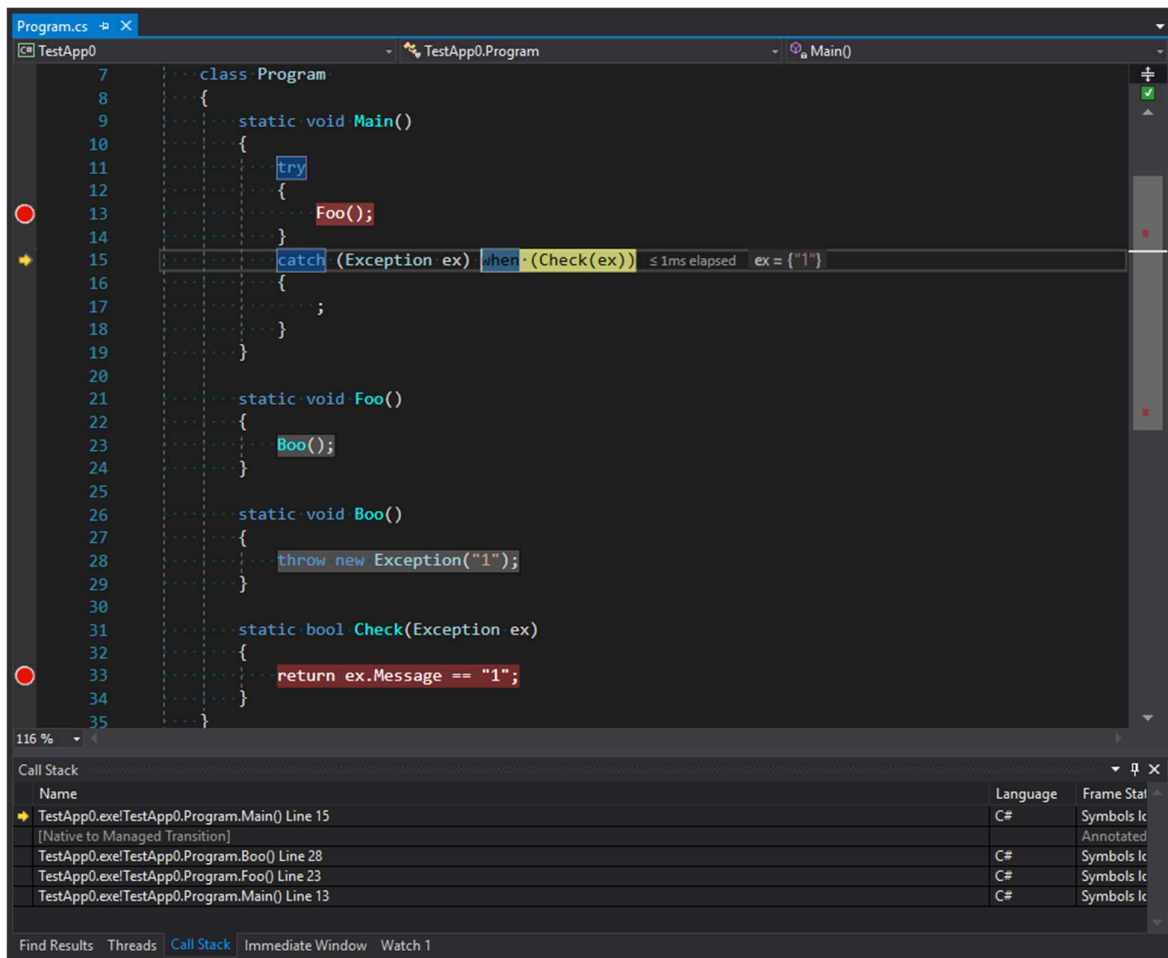 Program.cs
TestApp0 TestApp0.Program Main()
7 class Program
8 {
9 static void Main()
10 {
11 try
12 {
13 Foo();
14 }
15 catch (Exception ex) when (Check(ex)) ≤ 1ms elapsed ex = {"1"}
16 {
17 ;
18 }
19 }
20
21 static void Foo()
22 {
23 Boo();
24 }
25
26 static void Boo()
27 {
28 throw new Exception("1");
29 }
30
31 static bool Check(Exception ex)
32 {
33 return ex.Message == "1";
34 }
35 }
116 %
Call Stack
Name Language Frame Stat
TestApp0.exe!TestApp0.Program.Main() Line 15 C# Symbols lo
[Native to Managed Transition] Annotated
TestApp0.exe!TestApp0.Program.Boo() Line 28 C# Symbols lo
TestApp0.exe!TestApp0.Program.Foo() Line 23 C# Symbols lo
TestApp0.exe!TestApp0.Program.Main() Line 13 C# Symbols lo
Find Results Threads Call Stack Immediate Window Watch 1